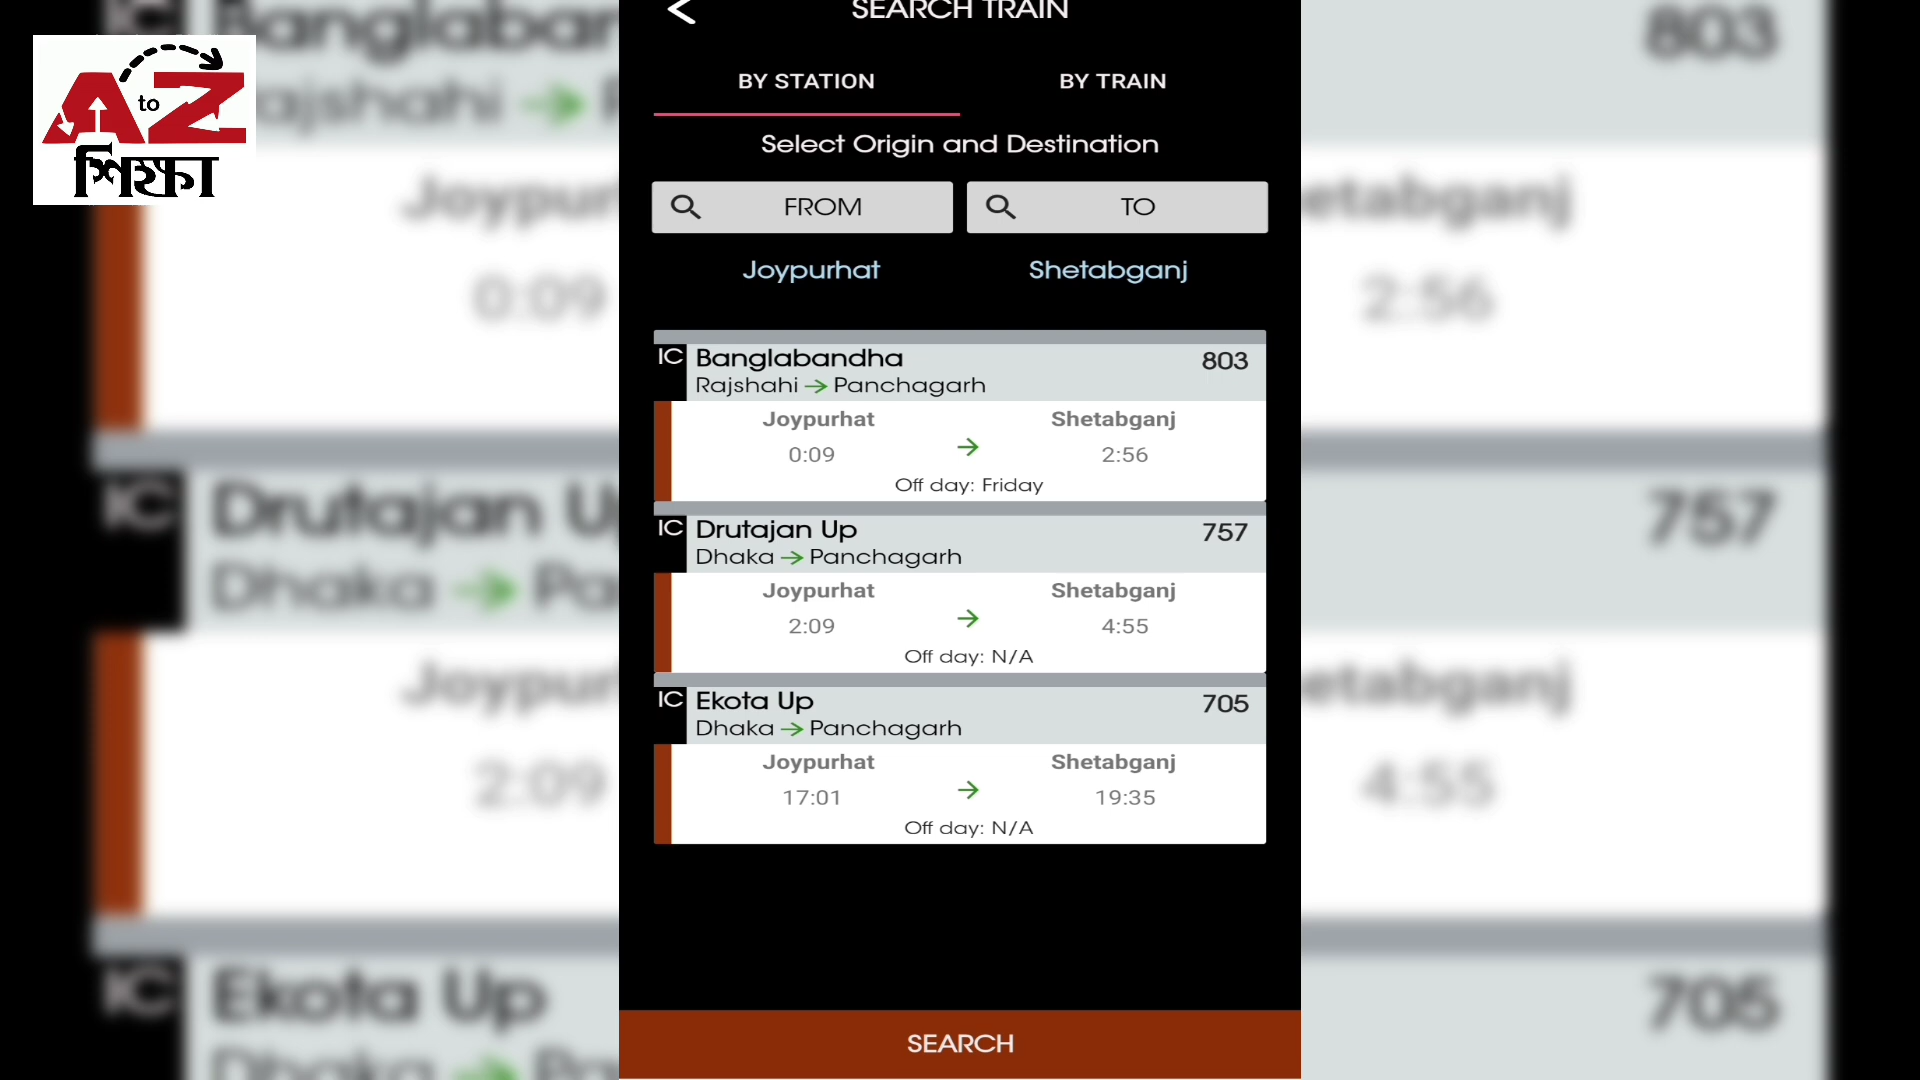 A to Z
শিক্ষা
SEARCH TRAIN
BY STATION BY TRAIN
Select Origin and Destination
FROM TO
Joypurhat Shetabganj
IC Banglabandha 803
Rajshahi → Panchagarh
Joypurhat Shetabganj
0:09 → 2:56
Off day: Friday
IC Drutajan Up 757
Dhaka → Panchagarh
Joypurhat Shetabganj
2:09 → 4:55
Off day: N/A
IC Ekota Up 705
Dhaka → Panchagarh
Joypurhat Shetabganj
17:01 → 19:35
Off day: N/A
SEARCH